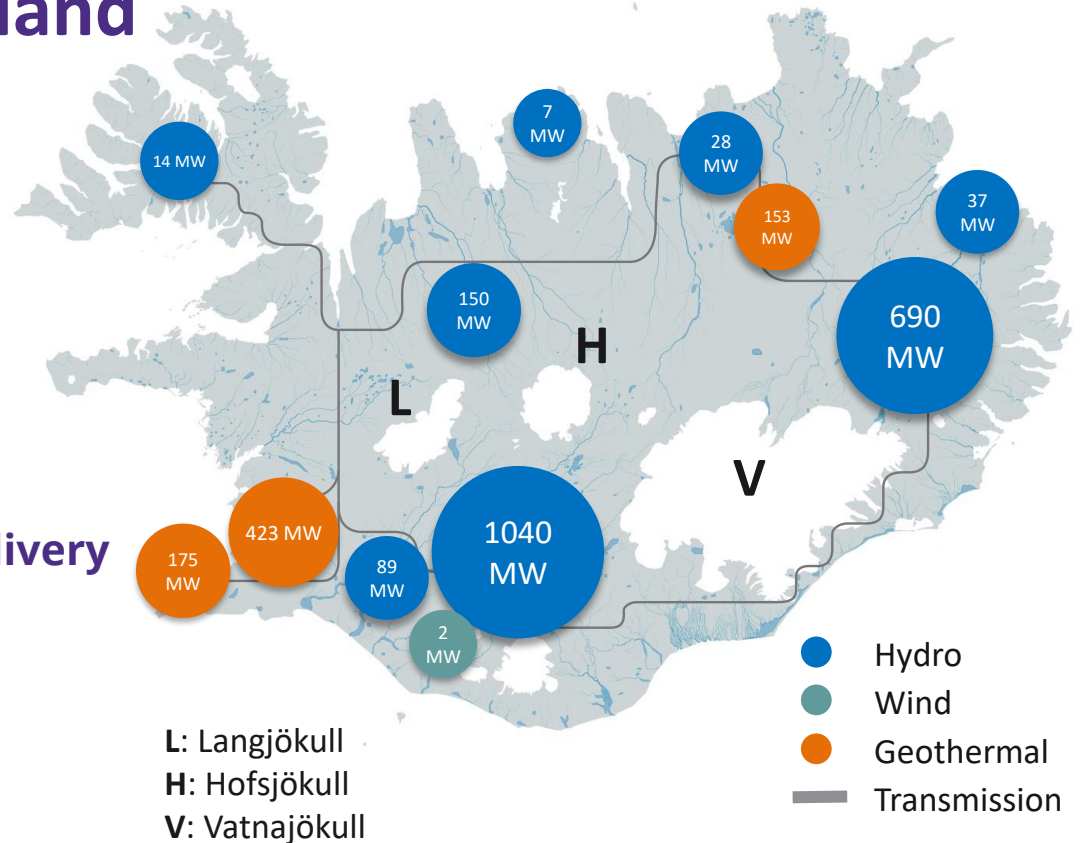 land
7
MW
14 MW
28
MW
153
MW
37
MW
150
MW
690
MW
H
L
V
1040
MW
423 MW
livery
175
MW
89
MW
2
MW
Hydro
Wind
Geothermal
Transmission
L: Langjökull
H: Hofsjökull
V: Vatnajökull